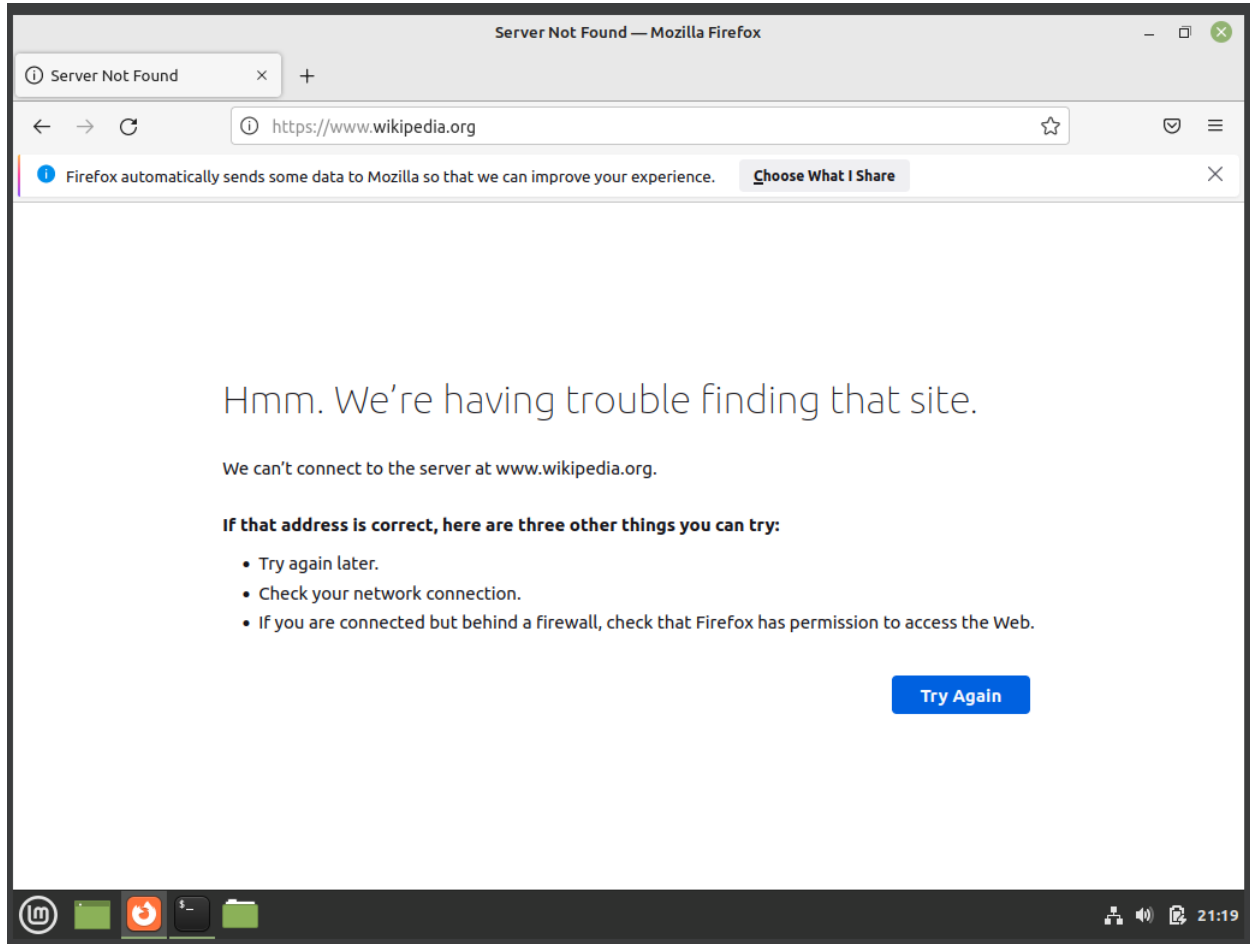 Server Not Found — Mozilla Firefox
Server Not Found
https://www.wikipedia.org
Firefox automatically sends some data to Mozilla so that we can improve your experience. Choose What I Share
Hmm. We’re having trouble finding that site.
We can’t connect to the server at www.wikipedia.org.
If that address is correct, here are three other things you can try:
• Try again later.
• Check your network connection.
• If you are connected but behind a firewall, check that Firefox has permission to access the Web.
Try Again
$_
21:19